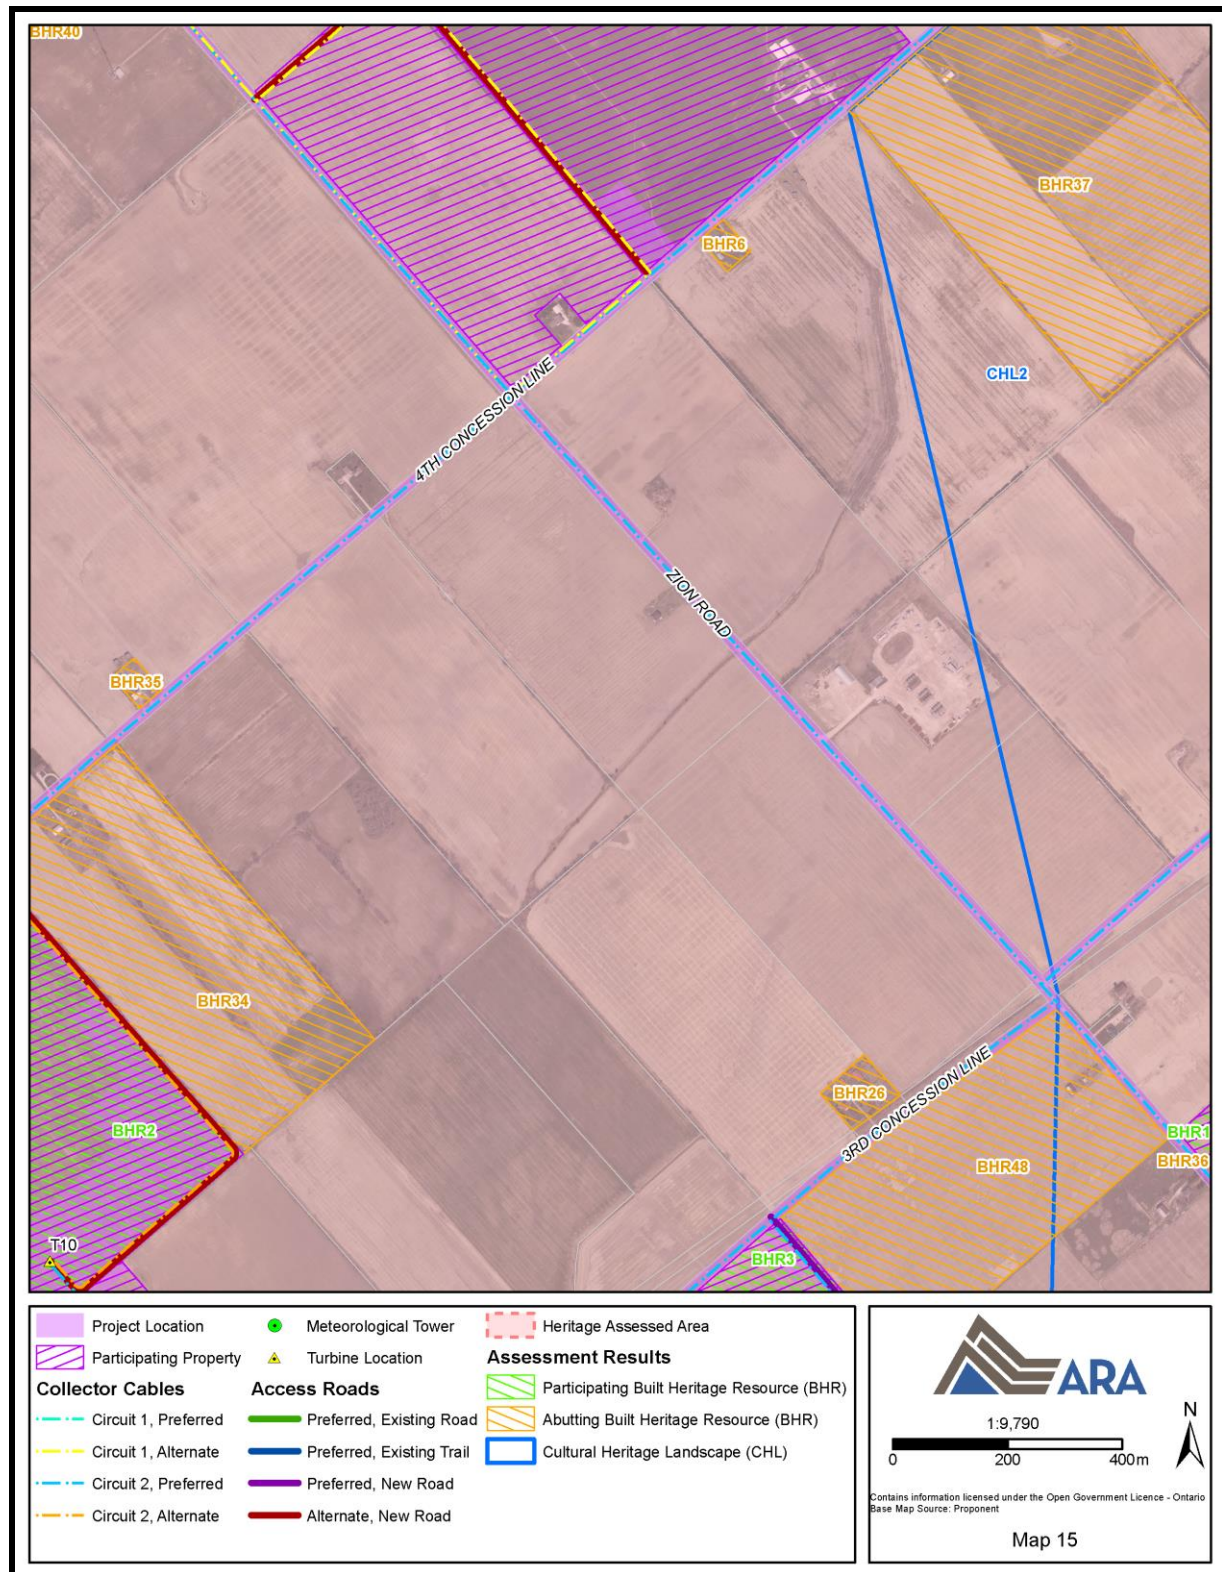 BHR40
BHR37
BHR6
CHL2
4TH CONCESSION LINE
ZION ROAD
BHR35
BHR34
BHR26
3RD CONCESSION LINE
BHR2
BHR1
BHR36
BHR48
T10
BHR3
Project Location
Participating Property
Collector Cables
Circuit 1, Preferred
Circuit 1, Alternate
Circuit 2, Preferred
Circuit 2, Alternate
Meteorological Tower
Turbine Location
Access Roads
Preferred, Existing Road
Preferred, Existing Trail
Preferred, New Road
Alternate, New Road
Heritage Assessed Area
Assessment Results
Participating Built Heritage Resource (BHR)
Abutting Built Heritage Resource (BHR)
Cultural Heritage Landscape (CHL)
ARA
1:9,790
N
0 200 400m
Contains information licensed under the Open Government Licence - Ontario
Base Map Source: Proponent
Map 15